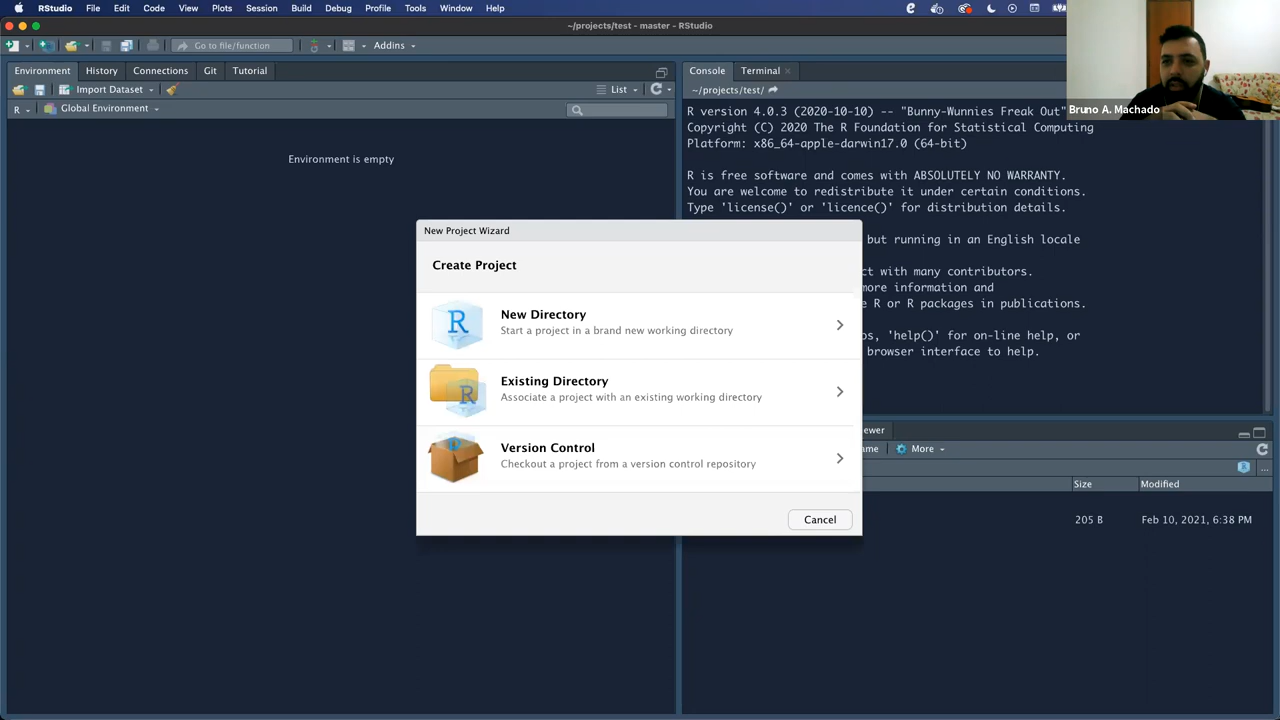 RStudio File Edit Code View Plots Session Build Debug Profile Tools Window Help
~/projects/test - master - RStudio
Go to file/function
Addins
Environment History Connections Git Tutorial
Import Dataset
List
R Global Environment
Environment is empty
Console Terminal
~/projects/test/
R version 4.0.3 (2020-10-10) -- "Bunny-Wunnies Freak Out"
Copyright (C) 2020 The R Foundation for Statistical Computing
Platform: x86_64-apple-darwin17.0 (64-bit)
R is free software and comes with ABSOLUTELY NO WARRANTY.
You are welcome to redistribute it under certain conditions.
Type 'license()' or 'licence()' for distribution details.
but running in an English locale
ct with many contributors.
more information and
e R or R packages in publications.
os, 'help()' for on-line help, or
browser interface to help.
Bruno A. Machado
New Project Wizard
Create Project
New Directory
Start a project in a brand new working directory
Existing Directory
Associate a project with an existing working directory
Version Control
Checkout a project from a version control repository
Cancel
ewer
ame More
Size Modified
205 B Feb 10, 2021, 6:38 PM